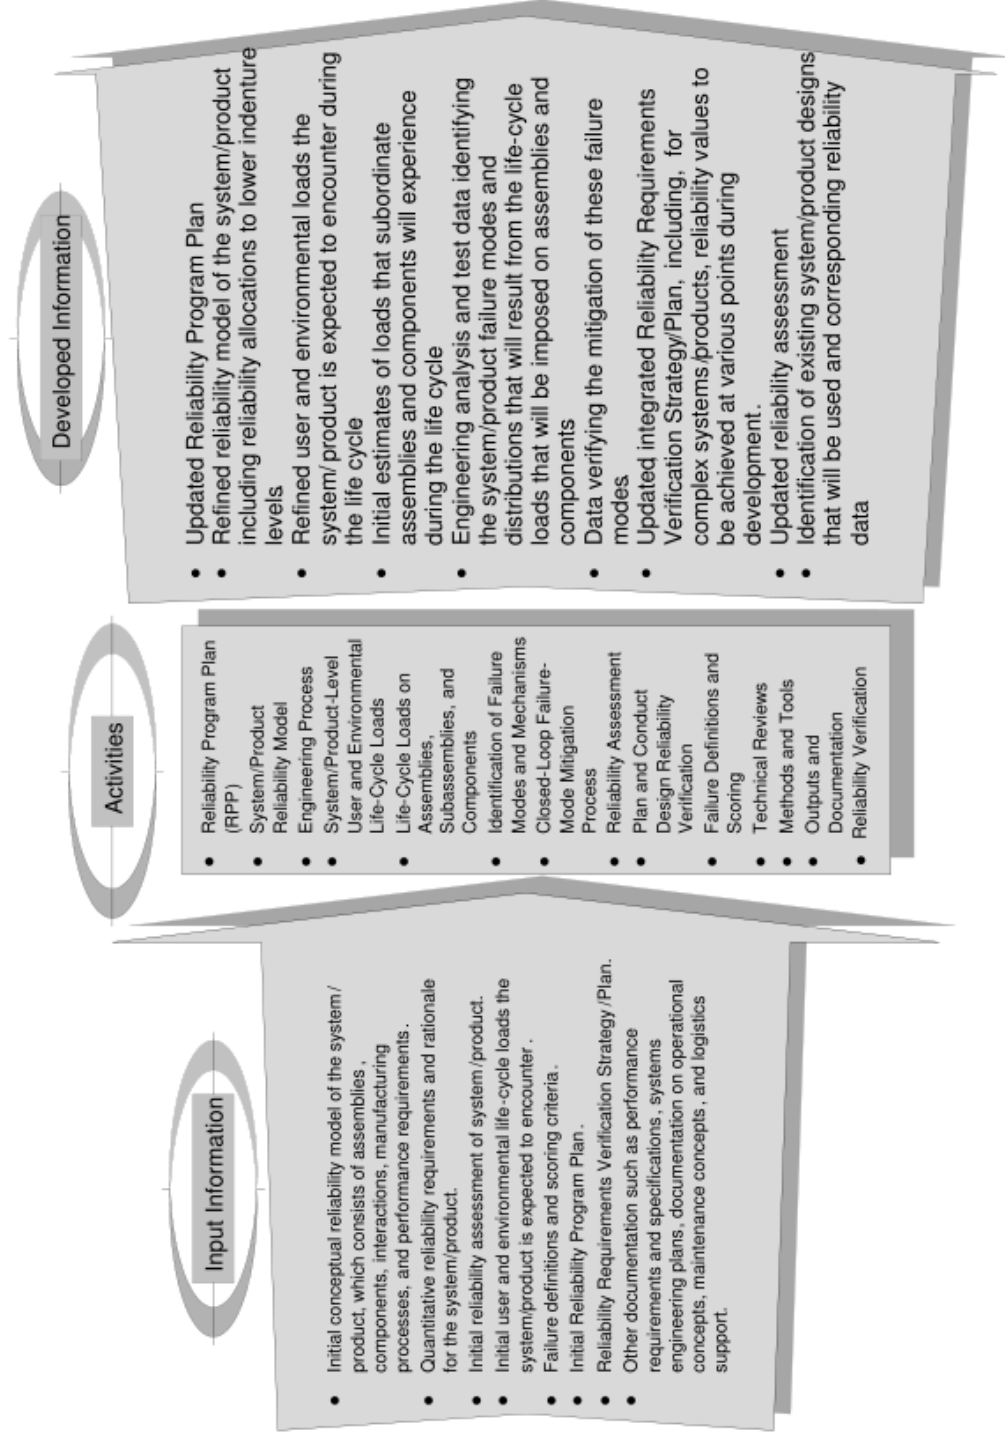 Input Information
• Initial conceptual reliability model of the system/
product, which consists of assemblies,
components, interactions, manufacturing
processes, and performance requirements.
• Quantitative reliability requirements and rationale
for the system/product.
• Initial reliability assessment of system/product.
• Initial user and environmental life-cycle loads the
system/product is expected to encounter.
• Failure definitions and scoring criteria.
• Initial Reliability Program Plan.
• Reliability Requirements Verification Strategy/Plan.
• Other documentation such as performance
requirements and specifications, systems
engineering plans, documentation on operational
concepts, maintenance concepts, and logistics
support.
Activities
• Reliability Program Plan
(RPP)
• System/Product
Reliability Model
• Engineering Process
• System/Product-Level
User and Environmental
Life-Cycle Loads
• Life-Cycle Loads on
Assemblies,
Subassemblies, and
Components
• Identification of Failure
Modes and Mechanisms
• Closed-Loop Failure-
Mode Mitigation
Process
• Reliability Assessment
• Plan and Conduct
Design Reliability
Verification
• Failure Definitions and
Scoring
• Technical Reviews
• Methods and Tools
• Outputs and
Documentation
• Reliability Verification
Developed Information
• Updated Reliability Program Plan
• Refined reliability model of the system/product
including reliability allocations to lower indenture
levels
• Refined user and environmental loads the
system/product is expected to encounter during
the life cycle
• Initial estimates of loads that subordinate
assemblies and components will experience
during the life cycle
• Engineering analysis and test data identifying
the system/product failure modes and
distributions that will result from the life-cycle
loads that will be imposed on assemblies and
components
• Data verifying the mitigation of these failure
modes
• Updated integrated Reliability Requirements
Verification Strategy/Plan, including, for
complex systems/products, reliability values to
be achieved at various points during
development.
• Updated reliability assessment
• Identification of existing system/product designs
that will be used and corresponding reliability
data